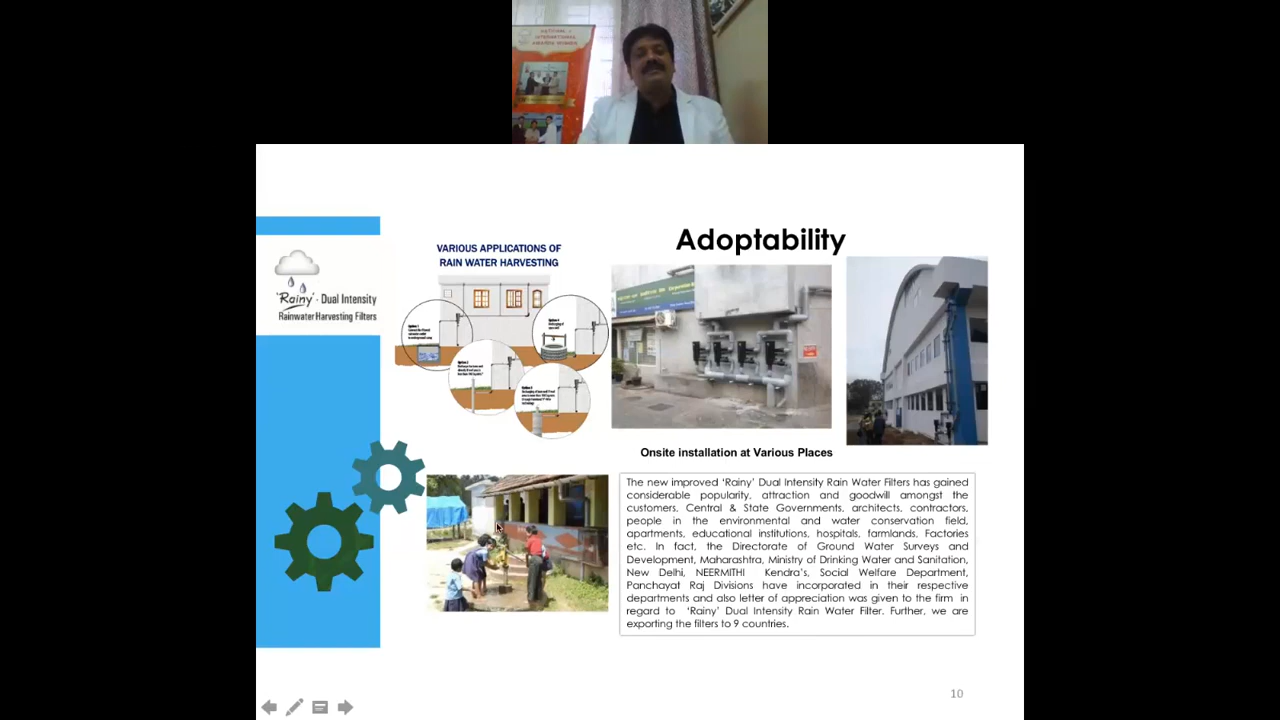 NATIONAL &
INTERNATIONAL
AWARDS WINNER
Adoptability
VARIOUS APPLICATIONS OF
RAIN WATER HARVESTING
'Rainy' - Dual Intensity
Rainwater Harvesting Filters
Onsite installation at Various Places
The new improved ‘Rainy’ Dual Intensity Rain Water Filters has gained
considerable popularity, attraction and goodwill amongst the
customers, Central & State Governments, architects, contractors,
people in the environmental and water conservation field,
apartments, educational institutions, hospitals, farmlands, Factories
etc. In fact, the Directorate of Ground Water Surveys and
Development, Maharashtra, Ministry of Drinking Water and Sanitation,
New Delhi, NEERMITHI Kendra’s, Social Welfare Department,
Panchayat Raj Divisions have incorporated in their respective
departments and also letter of appreciation was given to the firm in
regard to ‘Rainy’ Dual Intensity Rain Water Filter. Further, we are
exporting the filters to 9 countries.
10